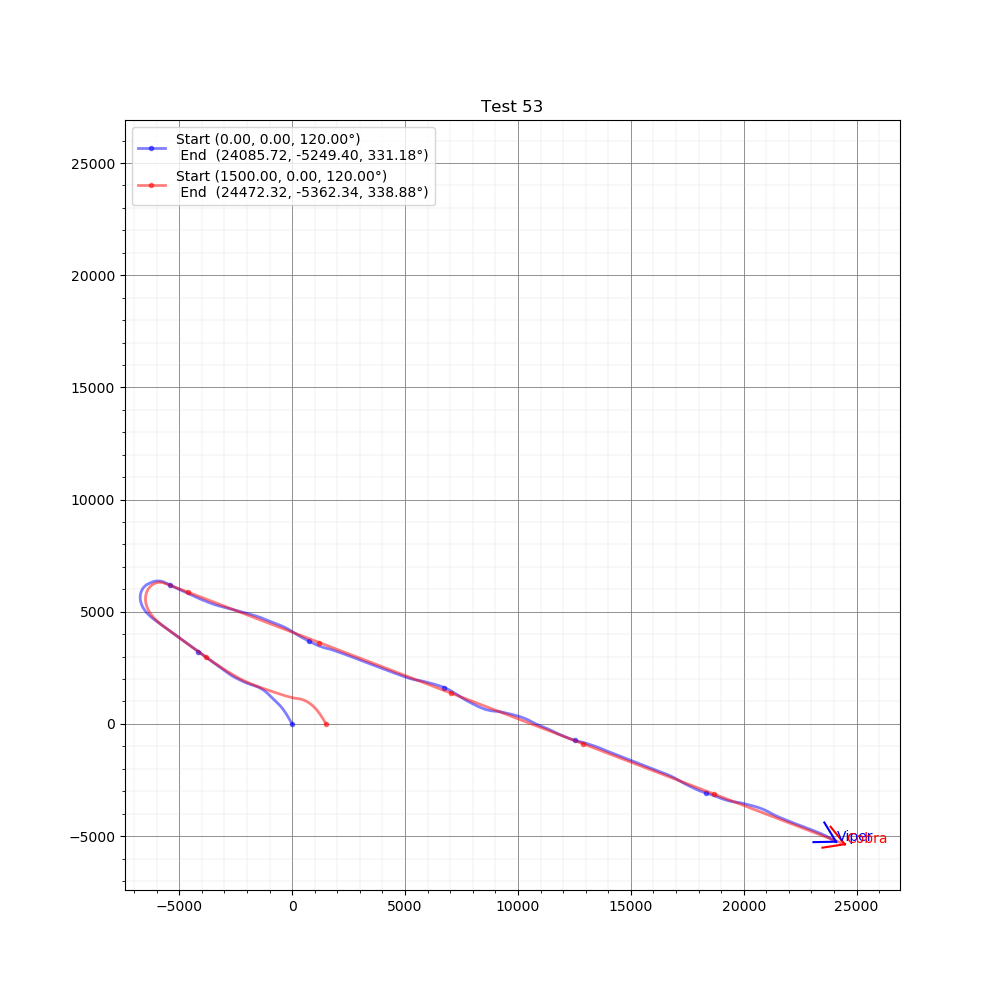 Test 53
Start (0.00, 0.00, 120.00°)
End (24085.72, -5249.40, 331.18°)
Start (1500.00, 0.00, 120.00°)
End (24472.32, -5362.34, 338.88°)
25000
20000
15000
10000
5000
0
−5000
Viper
Cobra
−5000 0 5000 10000 15000 20000 25000